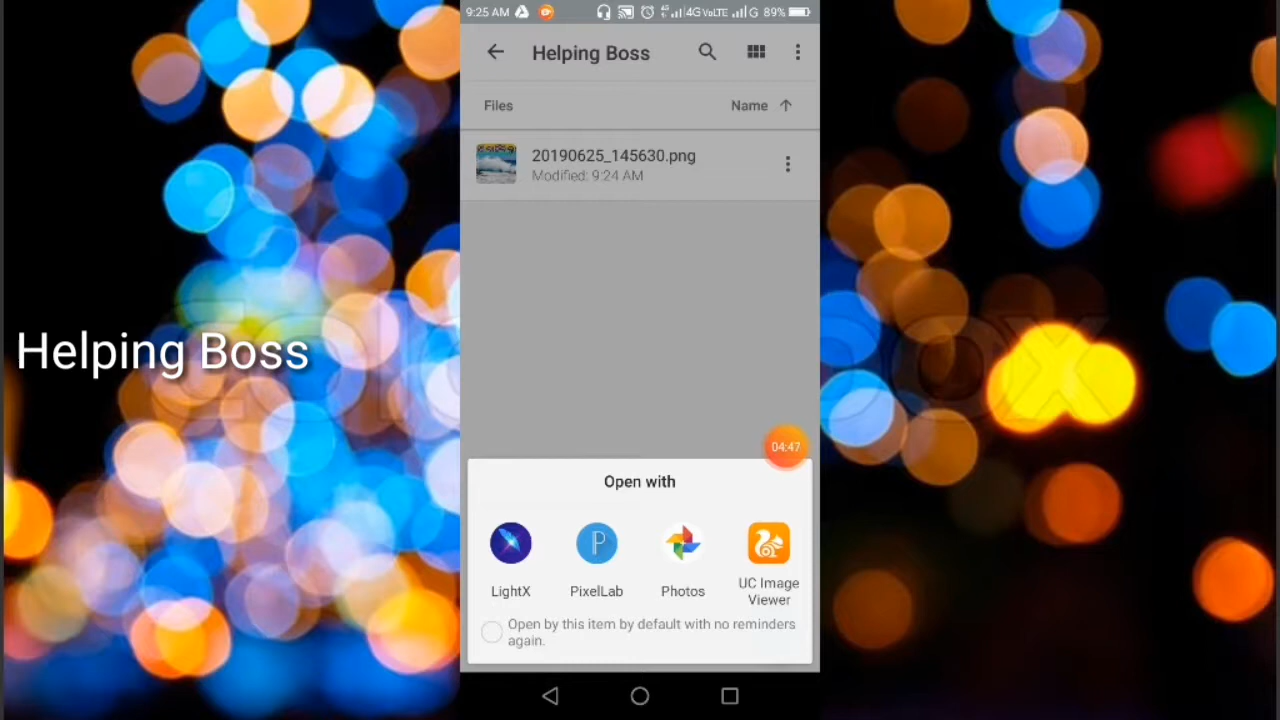 9:25 AM
4G VoLTE
G 89%
Helping Boss
Files
Name
20190625_145630.png
Modified: 9:24 AM
Helping Boss
04:47
Open with
LightX
PixelLab
Photos
UC Image
Viewer
Open by this item by default with no reminders
again.